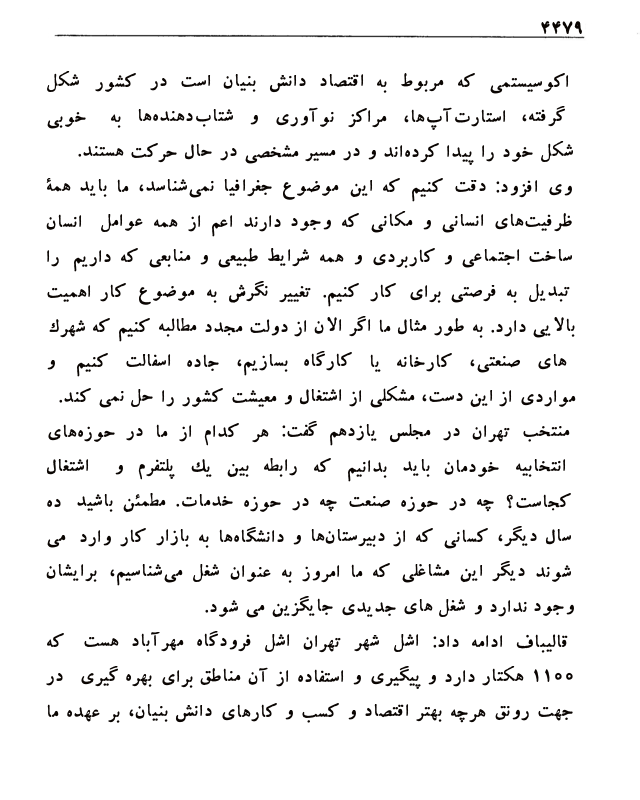 ۴۴۷۹
اکوسیستمی که مربوط به اقتصاد دانش بنیان است در کشور شکل
گرفته، استارت‌آپ‌ها، مراکز نوآوری و شتاب‌دهنده‌ها به خوبی
شکل خود را پیدا کرده‌اند و در مسیر مشخصی در حال حرکت هستند.
وی افزود: دقت کنیم که این موضوع جغرافیا نمی‌شناسد، ما باید همهٔ
ظرفیت‌های انسانی و مکانی که وجود دارند اعم از همه عوامل انسان
ساخت اجتماعی و کاربردی و همه شرایط طبیعی و منابعی که داریم را
تبدیل به فرصتی برای کار کنیم. تغییر نگرش به موضوع کار اهمیت
بالایی دارد. به طور مثال ما اگر الان از دولت مجدد مطالبه کنیم که شهرك
های صنعتی، کارخانه یا کارگاه بسازیم، جاده اسفالت کنیم و
مواردی از این دست، مشکلی از اشتغال و معیشت کشور را حل نمی کند.
منتخب تهران در مجلس یازدهم گفت: هر کدام از ما در حوزه‌های
انتخابیه خودمان باید بدانیم که رابطه بین یك پلتفرم و اشتغال
کجاست؟ چه در حوزه صنعت چه در حوزه خدمات. مطمئن باشید ده
سال دیگر، کسانی که از دبیرستان‌ها و دانشگاه‌ها به بازار کار وارد می
شوند دیگر این مشاغلی که ما امروز به عنوان شغل می‌شناسیم، برایشان
وجود ندارد و شغل های جدیدی جایگزین می شود.
قالیباف ادامه داد: اشل شهر تهران اشل فرودگاه مهرآباد هست که
۱۱۰۰ هکتار دارد و پیگیری و استفاده از آن مناطق برای بهره گیری در
جهت رونق هرچه بهتر اقتصاد و کسب و کارهای دانش بنیان، بر عهده ما